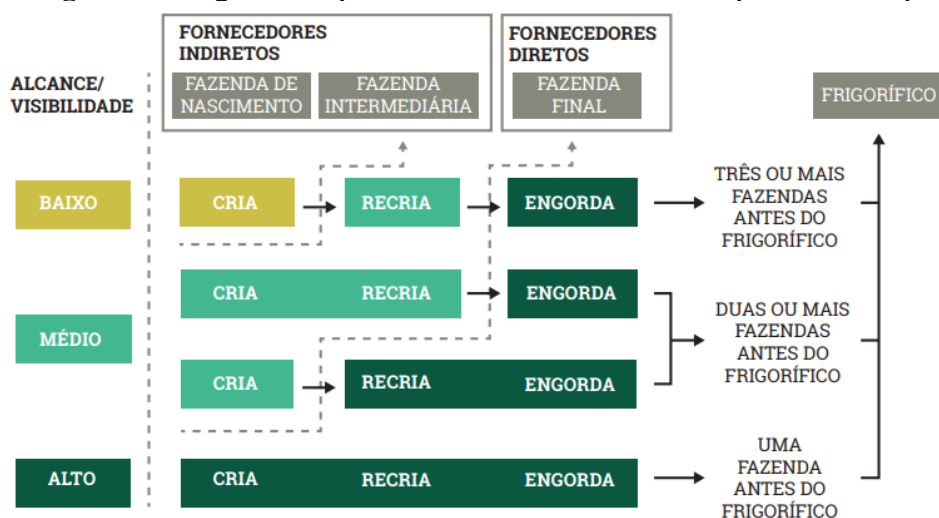 FORNECEDORES
INDIRETOS
FORNECEDORES
DIRETOS
ALCANCE/
VISIBILIDADE
FAZENDA DE
NASCIMENTO
FAZENDA
INTERMEDIÁRIA
FAZENDA
FINAL
FRIGORÍFICO
BAIXO
CRIA
RECRIA
ENGORDA
TRÊS OU MAIS
FAZENDAS
ANTES DO
FRIGORÍFICO
MÉDIO
CRIA
RECRIA
ENGORDA
CRIA
RECRIA
ENGORDA
DUAS OU MAIS
FAZENDAS
ANTES DO
FRIGORÍFICO
ALTO
CRIA
RECRIA
ENGORDA
UMA
FAZENDA
ANTES DO
FRIGORÍFICO